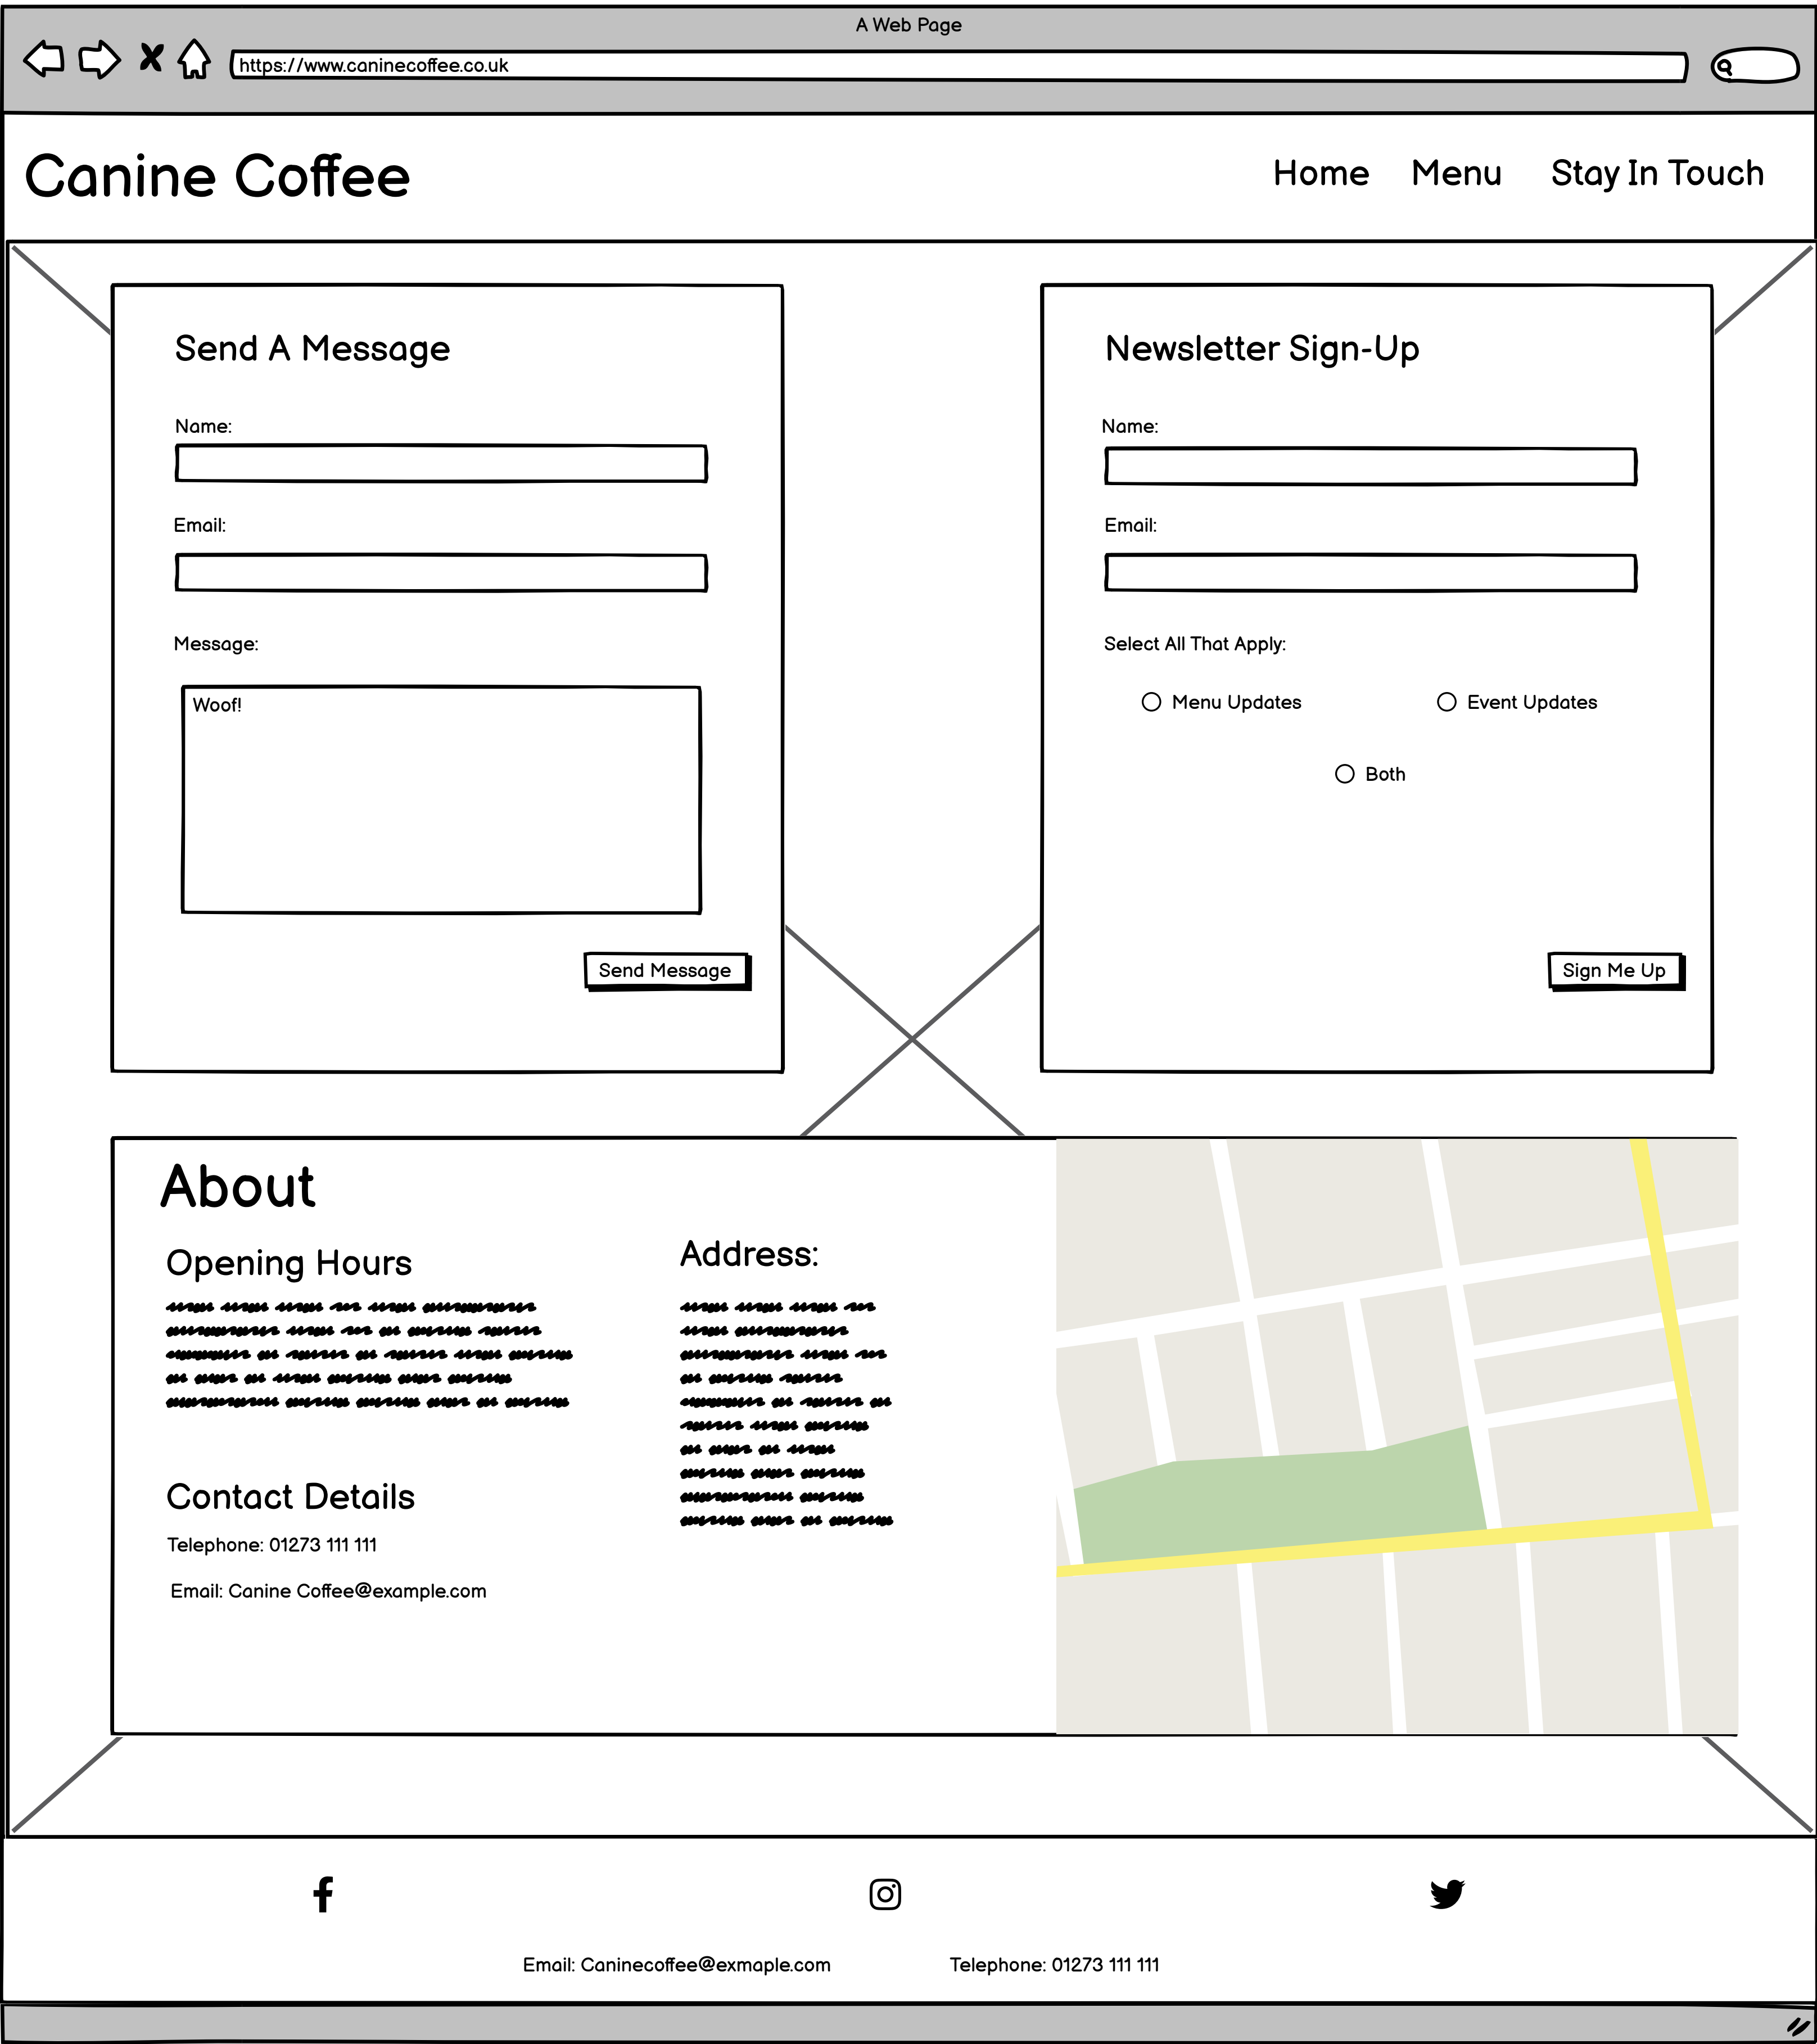 A Web Page
https://www.caninecoffee.co.uk
Canine Coffee
Home Menu Stay In Touch
Send A Message
Name:
Email:
Message:
Woof!
Send Message
Newsletter Sign-Up
Name:
Email:
Select All That Apply:
Menu Updates Event Updates
Both
Sign Me Up
About
Opening Hours
Contact Details
Telephone: 01273 111 111
Email: Canine Coffee@example.com
Address:
Email: Caninecoffee@exmaple.com Telephone: 01273 111 111